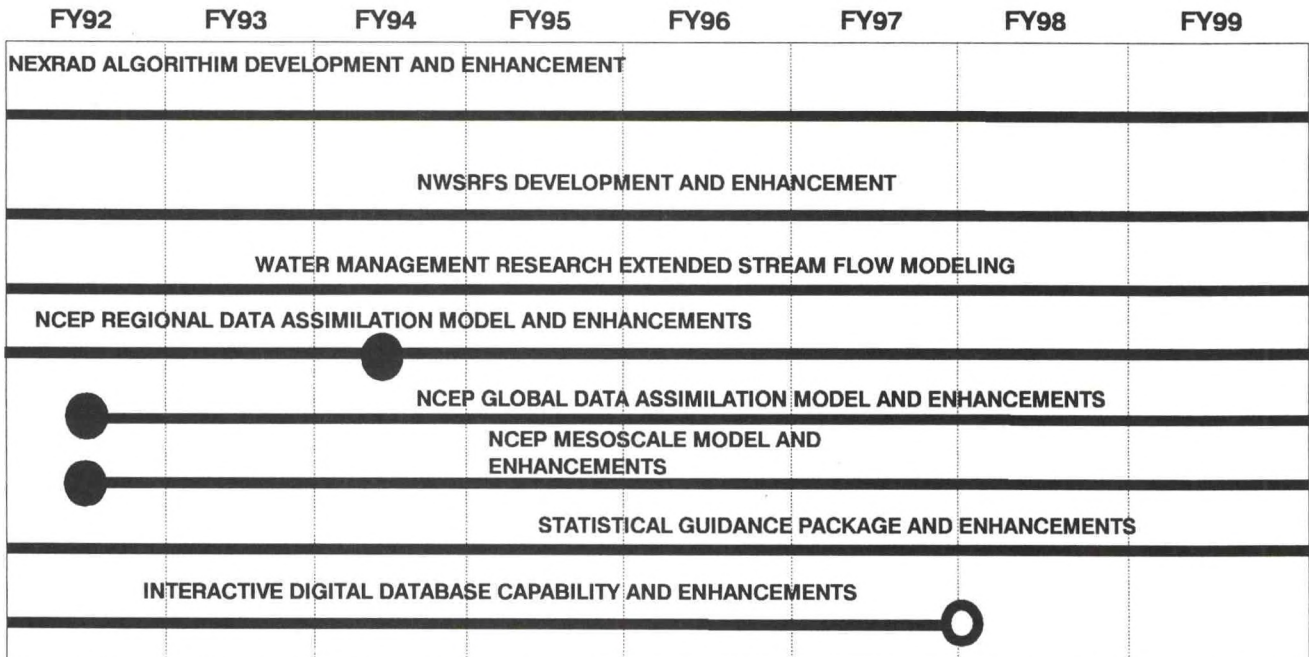 FY92 FY93 FY94 FY95 FY96 FY97 FY98 FY99
NEXRAD ALGORITHIM DEVELOPMENT AND ENHANCEMENT
NWSRFS DEVELOPMENT AND ENHANCEMENT
WATER MANAGEMENT RESEARCH EXTENDED STREAM FLOW MODELING
NCEP REGIONAL DATA ASSIMILATION MODEL AND ENHANCEMENTS
NCEP GLOBAL DATA ASSIMILATION MODEL AND ENHANCEMENTS
NCEP MESOSCALE MODEL AND
ENHANCEMENTS
STATISTICAL GUIDANCE PACKAGE AND ENHANCEMENTS
INTERACTIVE DIGITAL DATABASE CAPABILITY AND ENHANCEMENTS